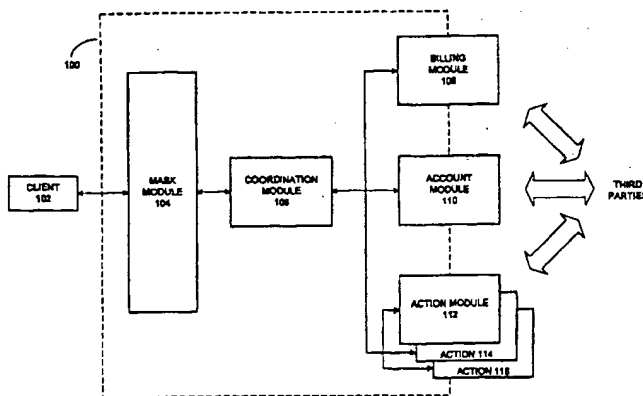 100
BILLING
MODULE
108
CLIENT
102
MASK
MODULE
104
COORDINATION
MODULE
106
ACCOUNT
MODULE
110
THIRD
PARTIES
ACTION MODULE
112
ACTION 114
ACTION 116